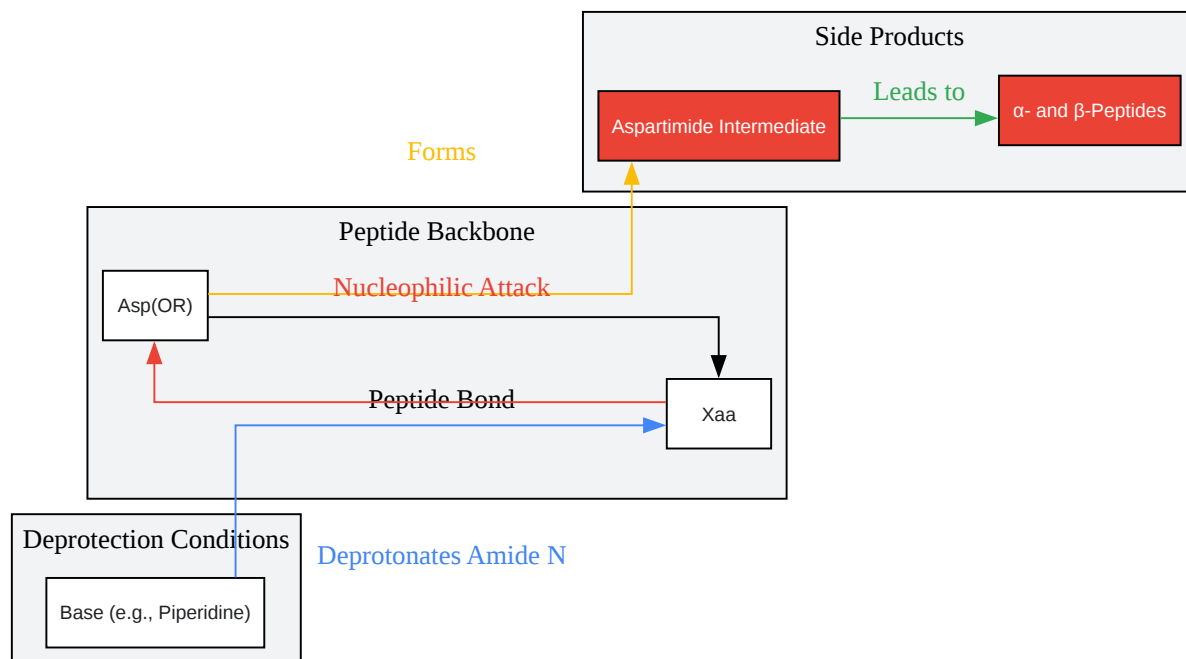 Side Products
Leads to
Aspartimide Intermediate
α- and β-Peptides
Forms
Peptide Backbone
Nucleophilic Attack
Asp(OR)
Peptide Bond
Xaa
Deprotection Conditions
Deprotonates Amide N
Base (e.g., Piperidine)